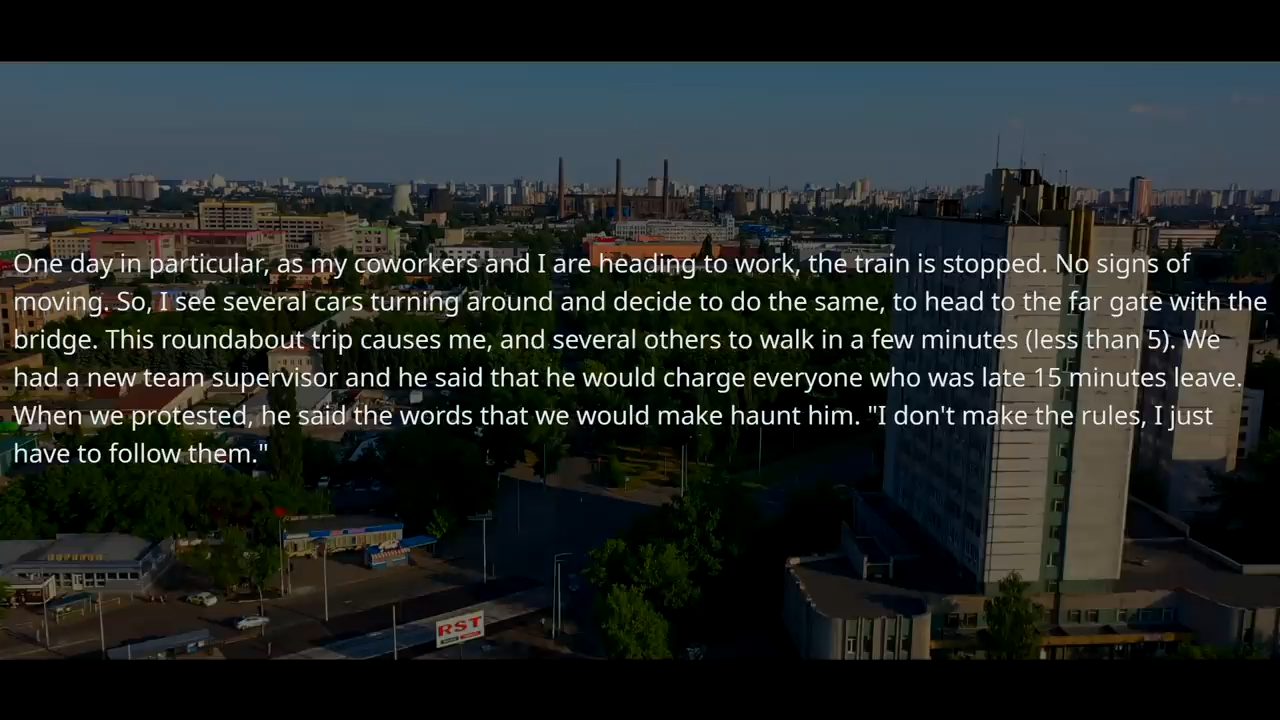 One day in particular, as my coworkers and I are heading to work, the train is stopped. No signs of
moving. So, I see several cars turning around and decide to do the same, to head to the far gate with the
bridge. This roundabout trip causes me, and several others to walk in a few minutes (less than 5). We
had a new team supervisor and he said that he would charge everyone who was late 15 minutes leave.
When we protested, he said the words that we would make haunt him. "I don't make the rules, I just
have to follow them."
RST